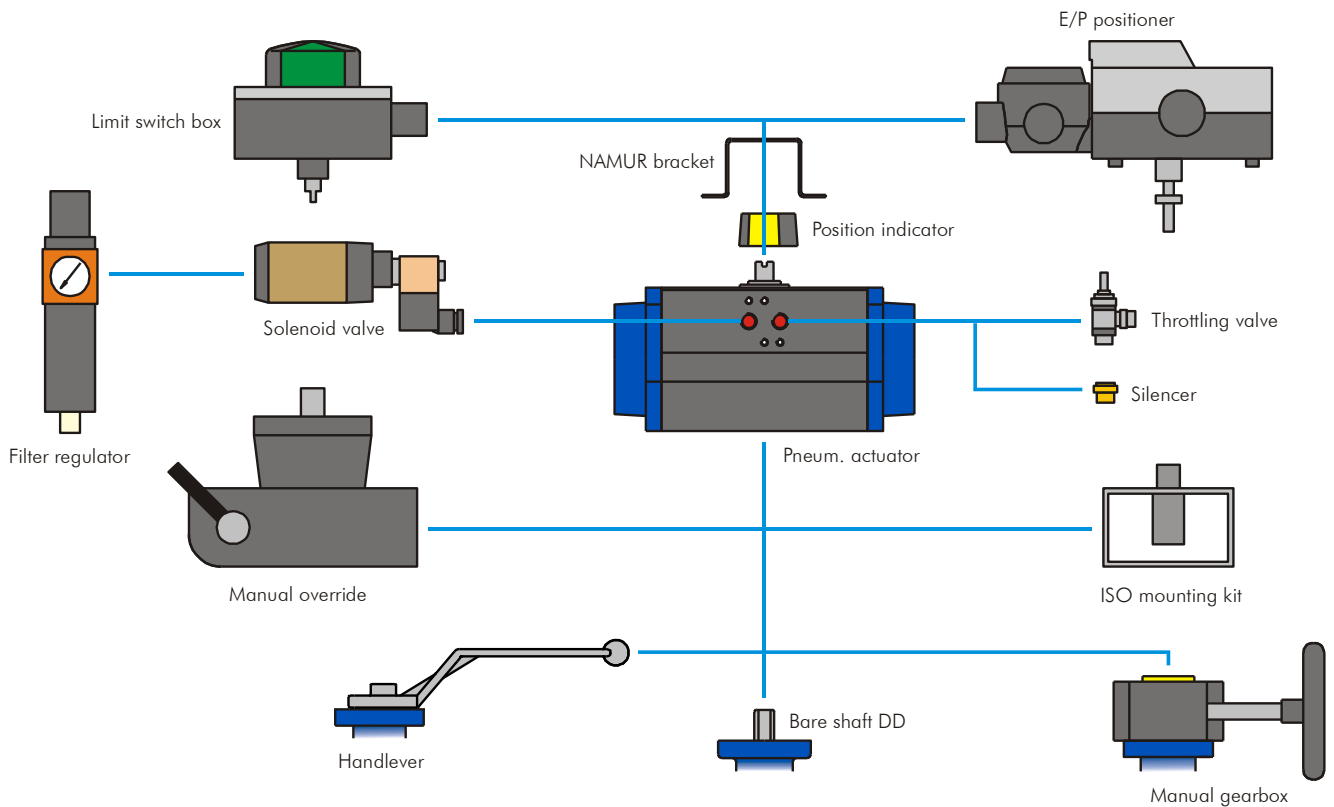 E/P positioner
Limit switch box
NAMUR bracket
Position indicator
Solenoid valve
Throttling valve
Silencer
Filter regulator
Pneum. actuator
Manual override
ISO mounting kit
Bare shaft DD
Handlever
Manual gearbox